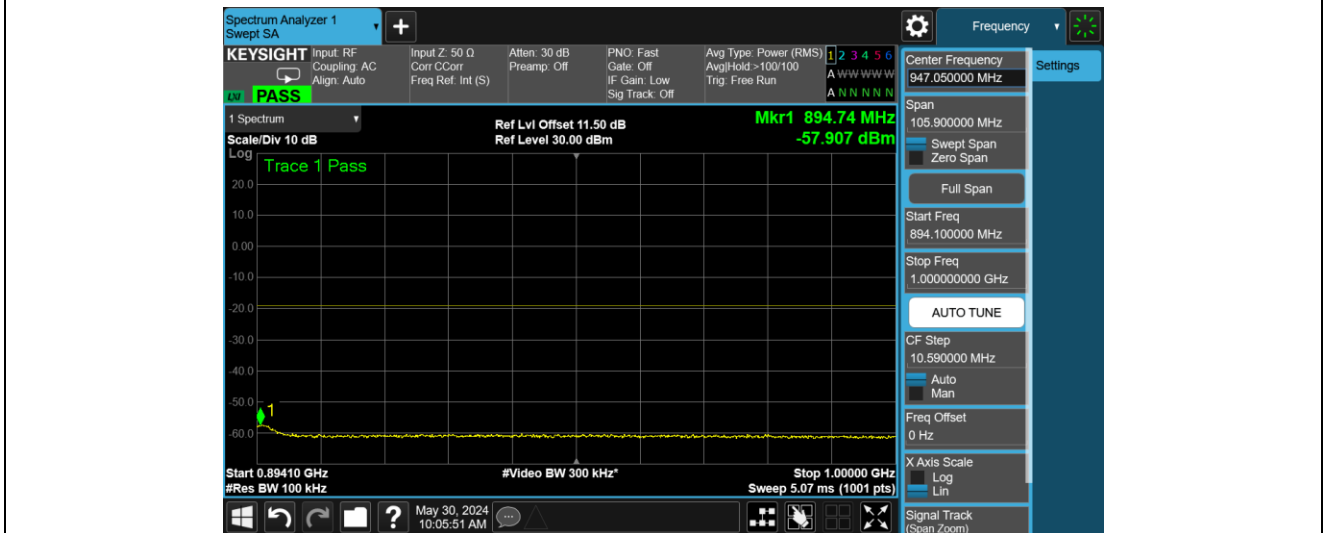 Spectrum Analyzer 1
Swept SA
Frequency
KEYSIGHT
LXI
PASS
Input: RF
Coupling: AC
Align: Auto
Input Z: 50 Ω
Corr CCorr
Freq Ref: Int (S)
Atten: 30 dB
Preamp: Off
PNO: Fast
Gate: Off
IF Gain: Low
Sig Track: Off
Avg Type: Power (RMS)
Avg|Hold:>100/100
Trig: Free Run
1 2 3 4 5 6
A W W W W W
A N N N N N
1 Spectrum
Scale/Div 10 dB
Ref Lvl Offset 11.50 dB
Ref Level 30.00 dBm
Mkr1 894.74 MHz
-57.907 dBm
Log
Trace 1 Pass
20.0
10.0
0.00
-10.0
-20.0
-30.0
-40.0
-50.0
-60.0
1
Start 0.89410 GHz
#Res BW 100 kHz
#Video BW 300 kHz*
Stop 1.00000 GHz
Sweep 5.07 ms (1001 pts)
May 30, 2024
10:05:51 AM
Center Frequency
947.050000 MHz
Span
105.900000 MHz
Swept Span
Zero Span
Full Span
Start Freq
894.100000 MHz
Stop Freq
1.000000000 GHz
AUTO TUNE
CF Step
10.590000 MHz
Auto
Man
Freq Offset
0 Hz
X Axis Scale
Log
Lin
Signal Track
(Span Zoom)
Settings